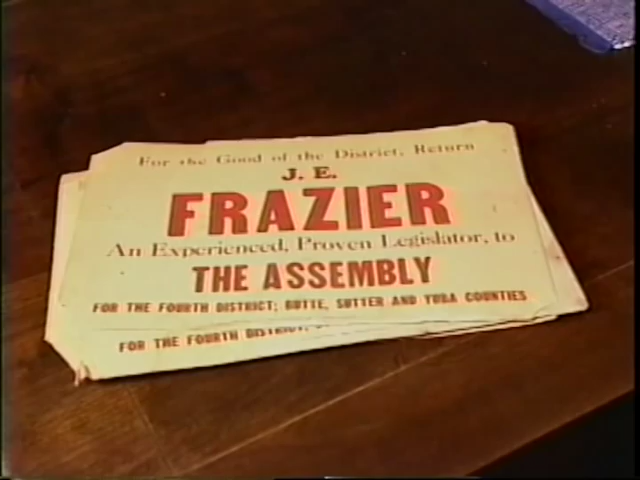 For the Good of the District, Return
J. E.
FRAZIER
An Experienced, Proven Legislator, to
THE ASSEMBLY
FOR THE FOURTH DISTRICT; BUTTE, SUTTER AND YUBA COUNTIES
FOR THE FOURTH DISTRICT;